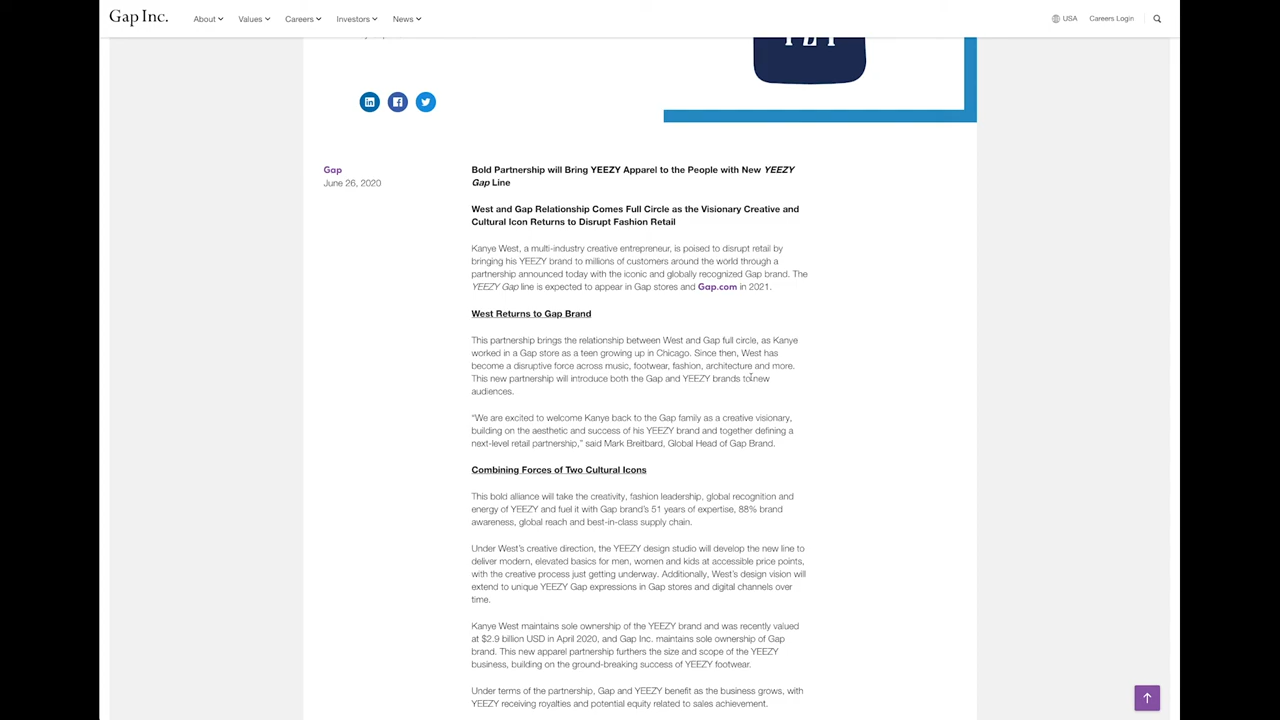 Gap Inc.
About Values Careers Investors News
USA Careers Login
Gap
June 26, 2020
Bold Partnership will Bring YEEZY Apparel to the People with New YEEZY
Gap Line
West and Gap Relationship Comes Full Circle as the Visionary Creative and
Cultural Icon Returns to Disrupt Fashion Retail
Kanye West, a multi-industry creative entrepreneur, is poised to disrupt retail by
bringing his YEEZY brand to millions of customers around the world through a
partnership announced today with the iconic and globally recognized Gap brand. The
YEEZY Gap line is expected to appear in Gap stores and Gap.com in 2021.
West Returns to Gap Brand
This partnership brings the relationship between West and Gap full circle, as Kanye
worked in a Gap store as a teen growing up in Chicago. Since then, West has
become a disruptive force across music, footwear, fashion, architecture and more.
This new partnership will introduce both the Gap and YEEZY brands to new
audiences.
“We are excited to welcome Kanye back to the Gap family as a creative visionary,
building on the aesthetic and success of his YEEZY brand and together defining a
next-level retail partnership,” said Mark Breitbard, Global Head of Gap Brand.
Combining Forces of Two Cultural Icons
This bold alliance will take the creativity, fashion leadership, global recognition and
energy of YEEZY and fuel it with Gap brand’s 51 years of expertise, 88% brand
awareness, global reach and best-in-class supply chain.
Under West’s creative direction, the YEEZY design studio will develop the new line to
deliver modern, elevated basics for men, women and kids at accessible price points,
with the creative process just getting underway. Additionally, West’s design vision will
extend to unique YEEZY Gap expressions in Gap stores and digital channels over
time.
Kanye West maintains sole ownership of the YEEZY brand and was recently valued
at $2.9 billion USD in April 2020, and Gap Inc. maintains sole ownership of Gap
brand. This new apparel partnership furthers the size and scope of the YEEZY
business, building on the ground-breaking success of YEEZY footwear.
Under terms of the partnership, Gap and YEEZY benefit as the business grows, with
YEEZY receiving royalties and potential equity related to sales achievement.